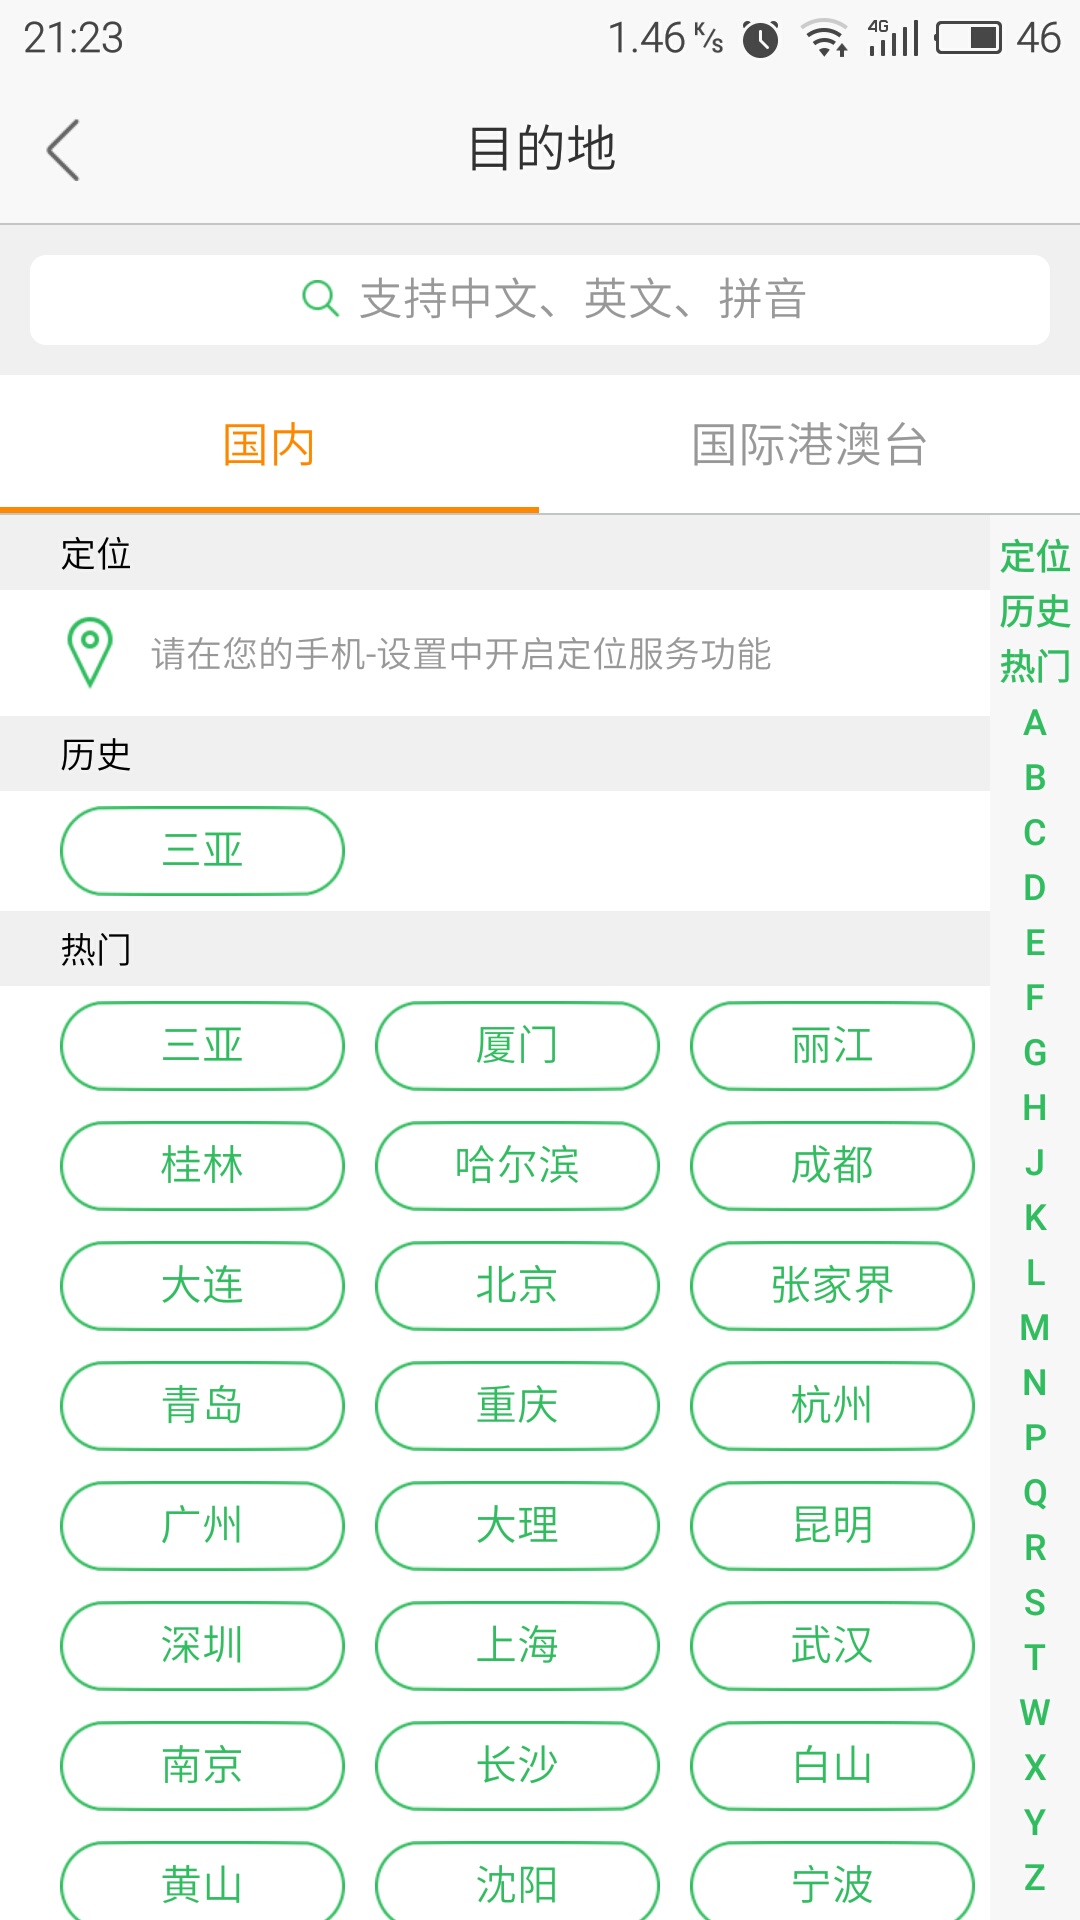 21:23 1.46 K/s 4G 46
目的地
支持中文、英文、拼音
国内 国际港澳台
定位
请在您的手机-设置中开启定位服务功能
历史
三亚
热门
三亚 厦门 丽江
桂林 哈尔滨 成都
大连 北京 张家界
青岛 重庆 杭州
广州 大理 昆明
深圳 上海 武汉
南京 长沙 白山
黄山 沈阳 宁波
定位
历史
热门
A
B
C
D
E
F
G
H
J
K
L
M
N
P
Q
R
S
T
W
X
Y
Z